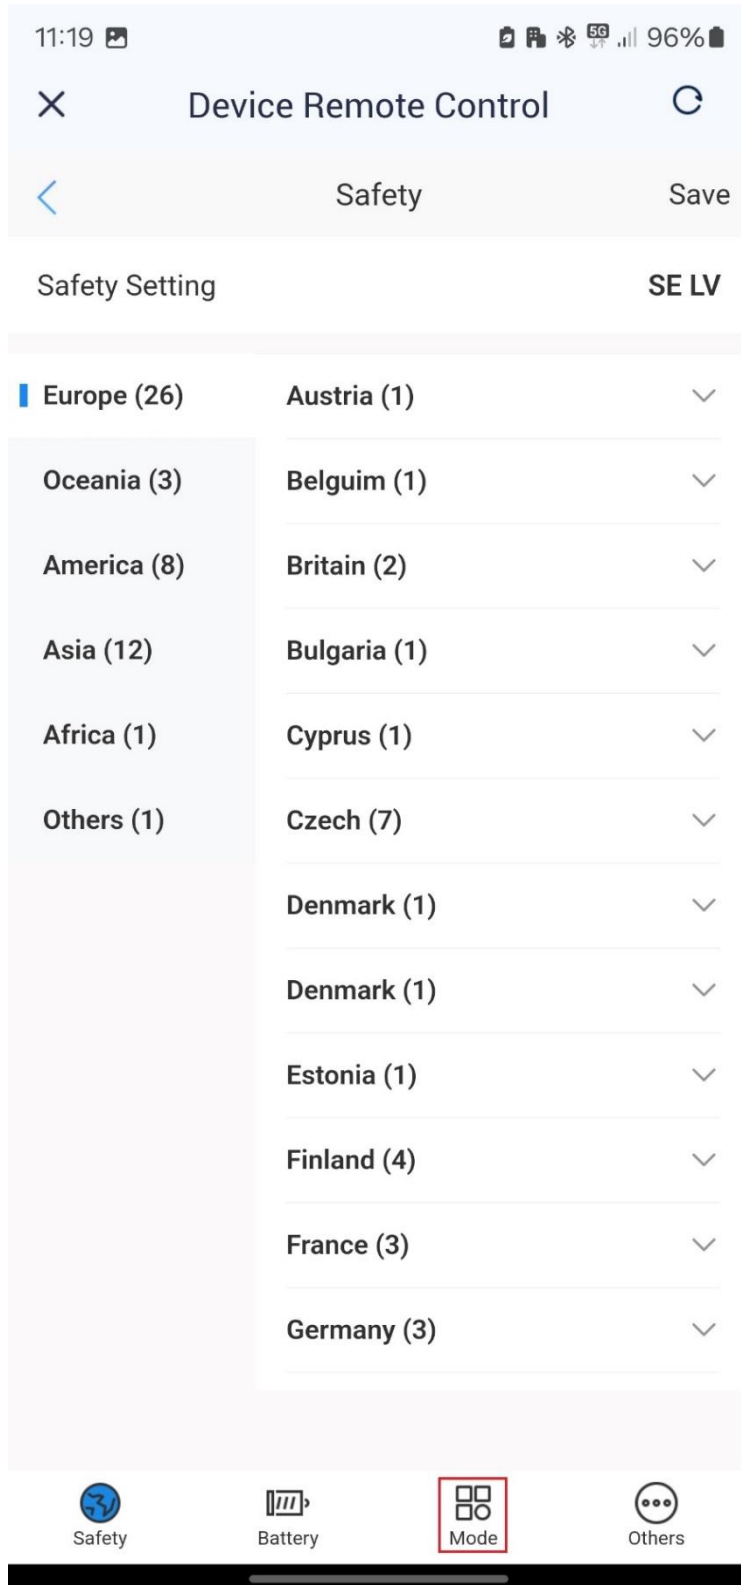 11:19 5G 96%
Device Remote Control
Safety Save
Safety Setting SE LV
Europe (26) Austria (1)
Oceania (3) Belguim (1)
America (8) Britain (2)
Asia (12) Bulgaria (1)
Africa (1) Cyprus (1)
Others (1) Czech (7)
Denmark (1)
Denmark (1)
Estonia (1)
Finland (4)
France (3)
Germany (3)
Safety Battery Mode Others